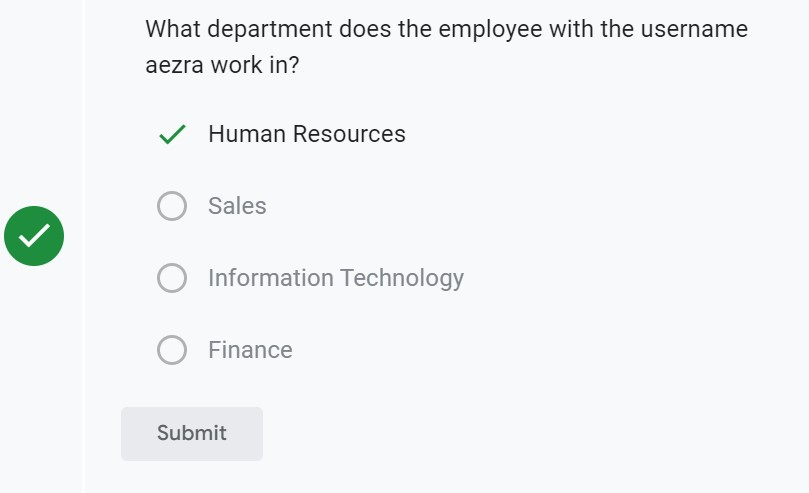 What department does the employee with the username
aezra work in?
Human Resources
Sales
Information Technology
Finance
Submit